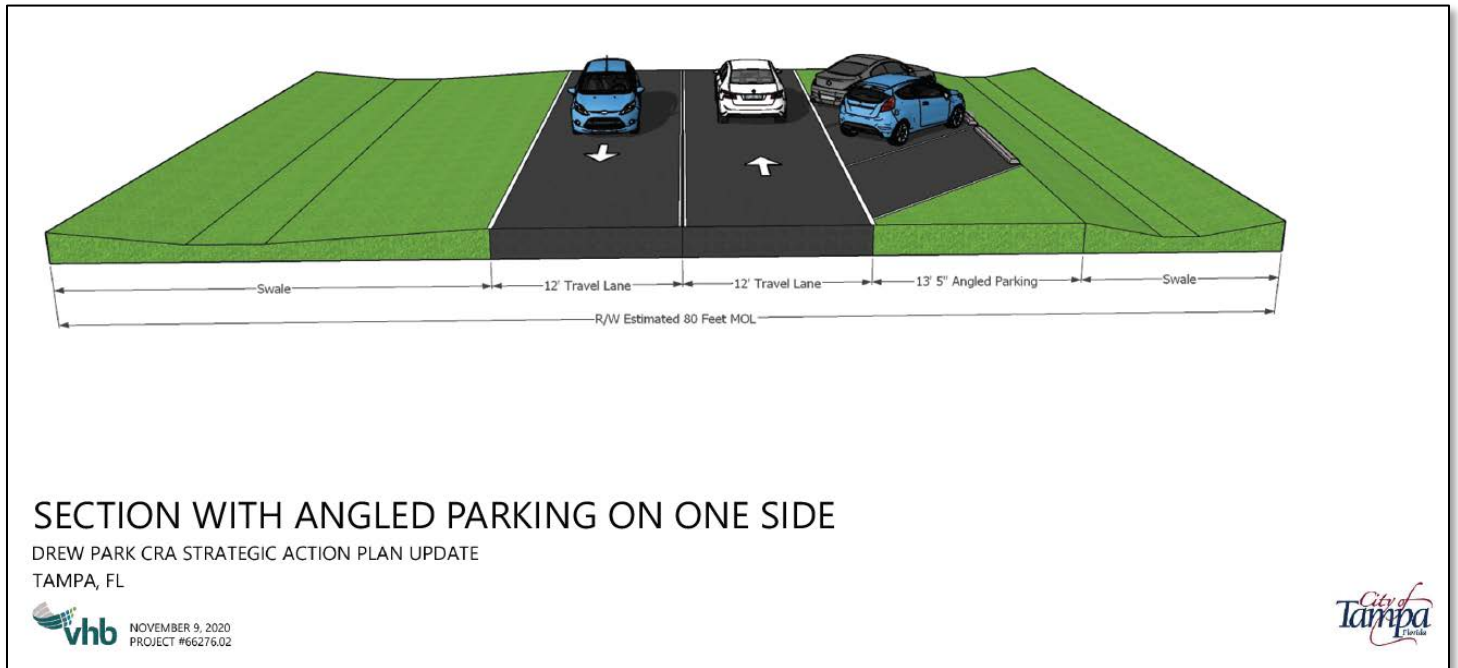 Swale
12' Travel Lane
12' Travel Lane
13' 5" Angled Parking
Swale
R/W Estimated 80 Feet MOL
SECTION WITH ANGLED PARKING ON ONE SIDE
DREW PARK CRA STRATEGIC ACTION PLAN UPDATE
TAMPA, FL
vhb
NOVEMBER 9, 2020
PROJECT #66276.02
City of
Tampa
Florida